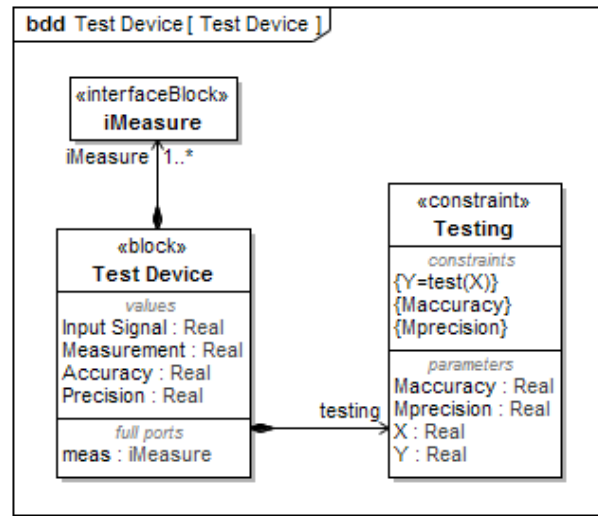 bdd Test Device [ Test Device ]
«interfaceBlock»
iMeasure
iMeasure 1..*
«block»
Test Device
values
Input Signal : Real
Measurement : Real
Accuracy : Real
Precision : Real
full ports
meas : iMeasure
testing
«constraint»
Testing
constraints
{Y=test(X)}
{Maccuracy}
{Mprecision}
parameters
Maccuracy : Real
Mprecision : Real
X : Real
Y : Real